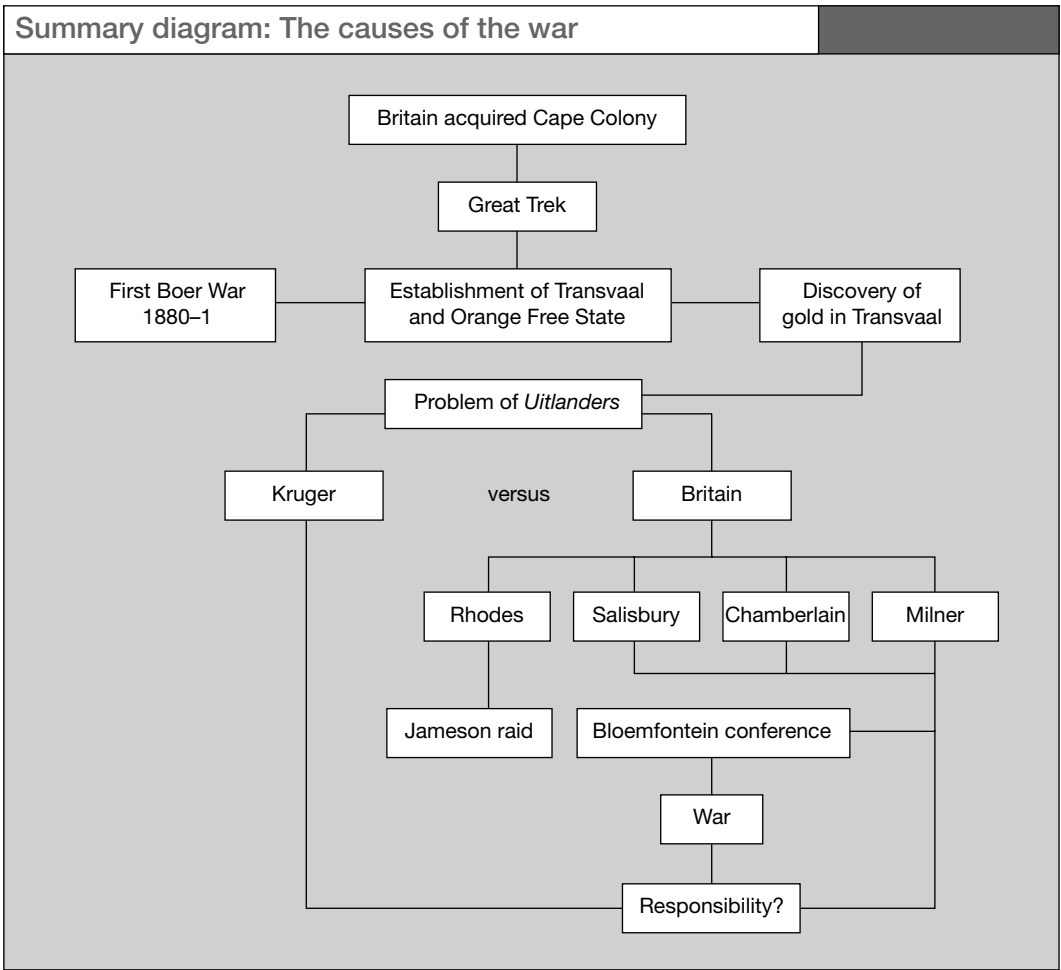 Summary diagram: The causes of the war
Britain acquired Cape Colony
Great Trek
First Boer War
1880–1
Establishment of Transvaal
and Orange Free State
Discovery of
gold in Transvaal
Problem of Uitlanders
Kruger
versus
Britain
Rhodes
Salisbury
Chamberlain
Milner
Jameson raid
Bloemfontein conference
War
Responsibility?